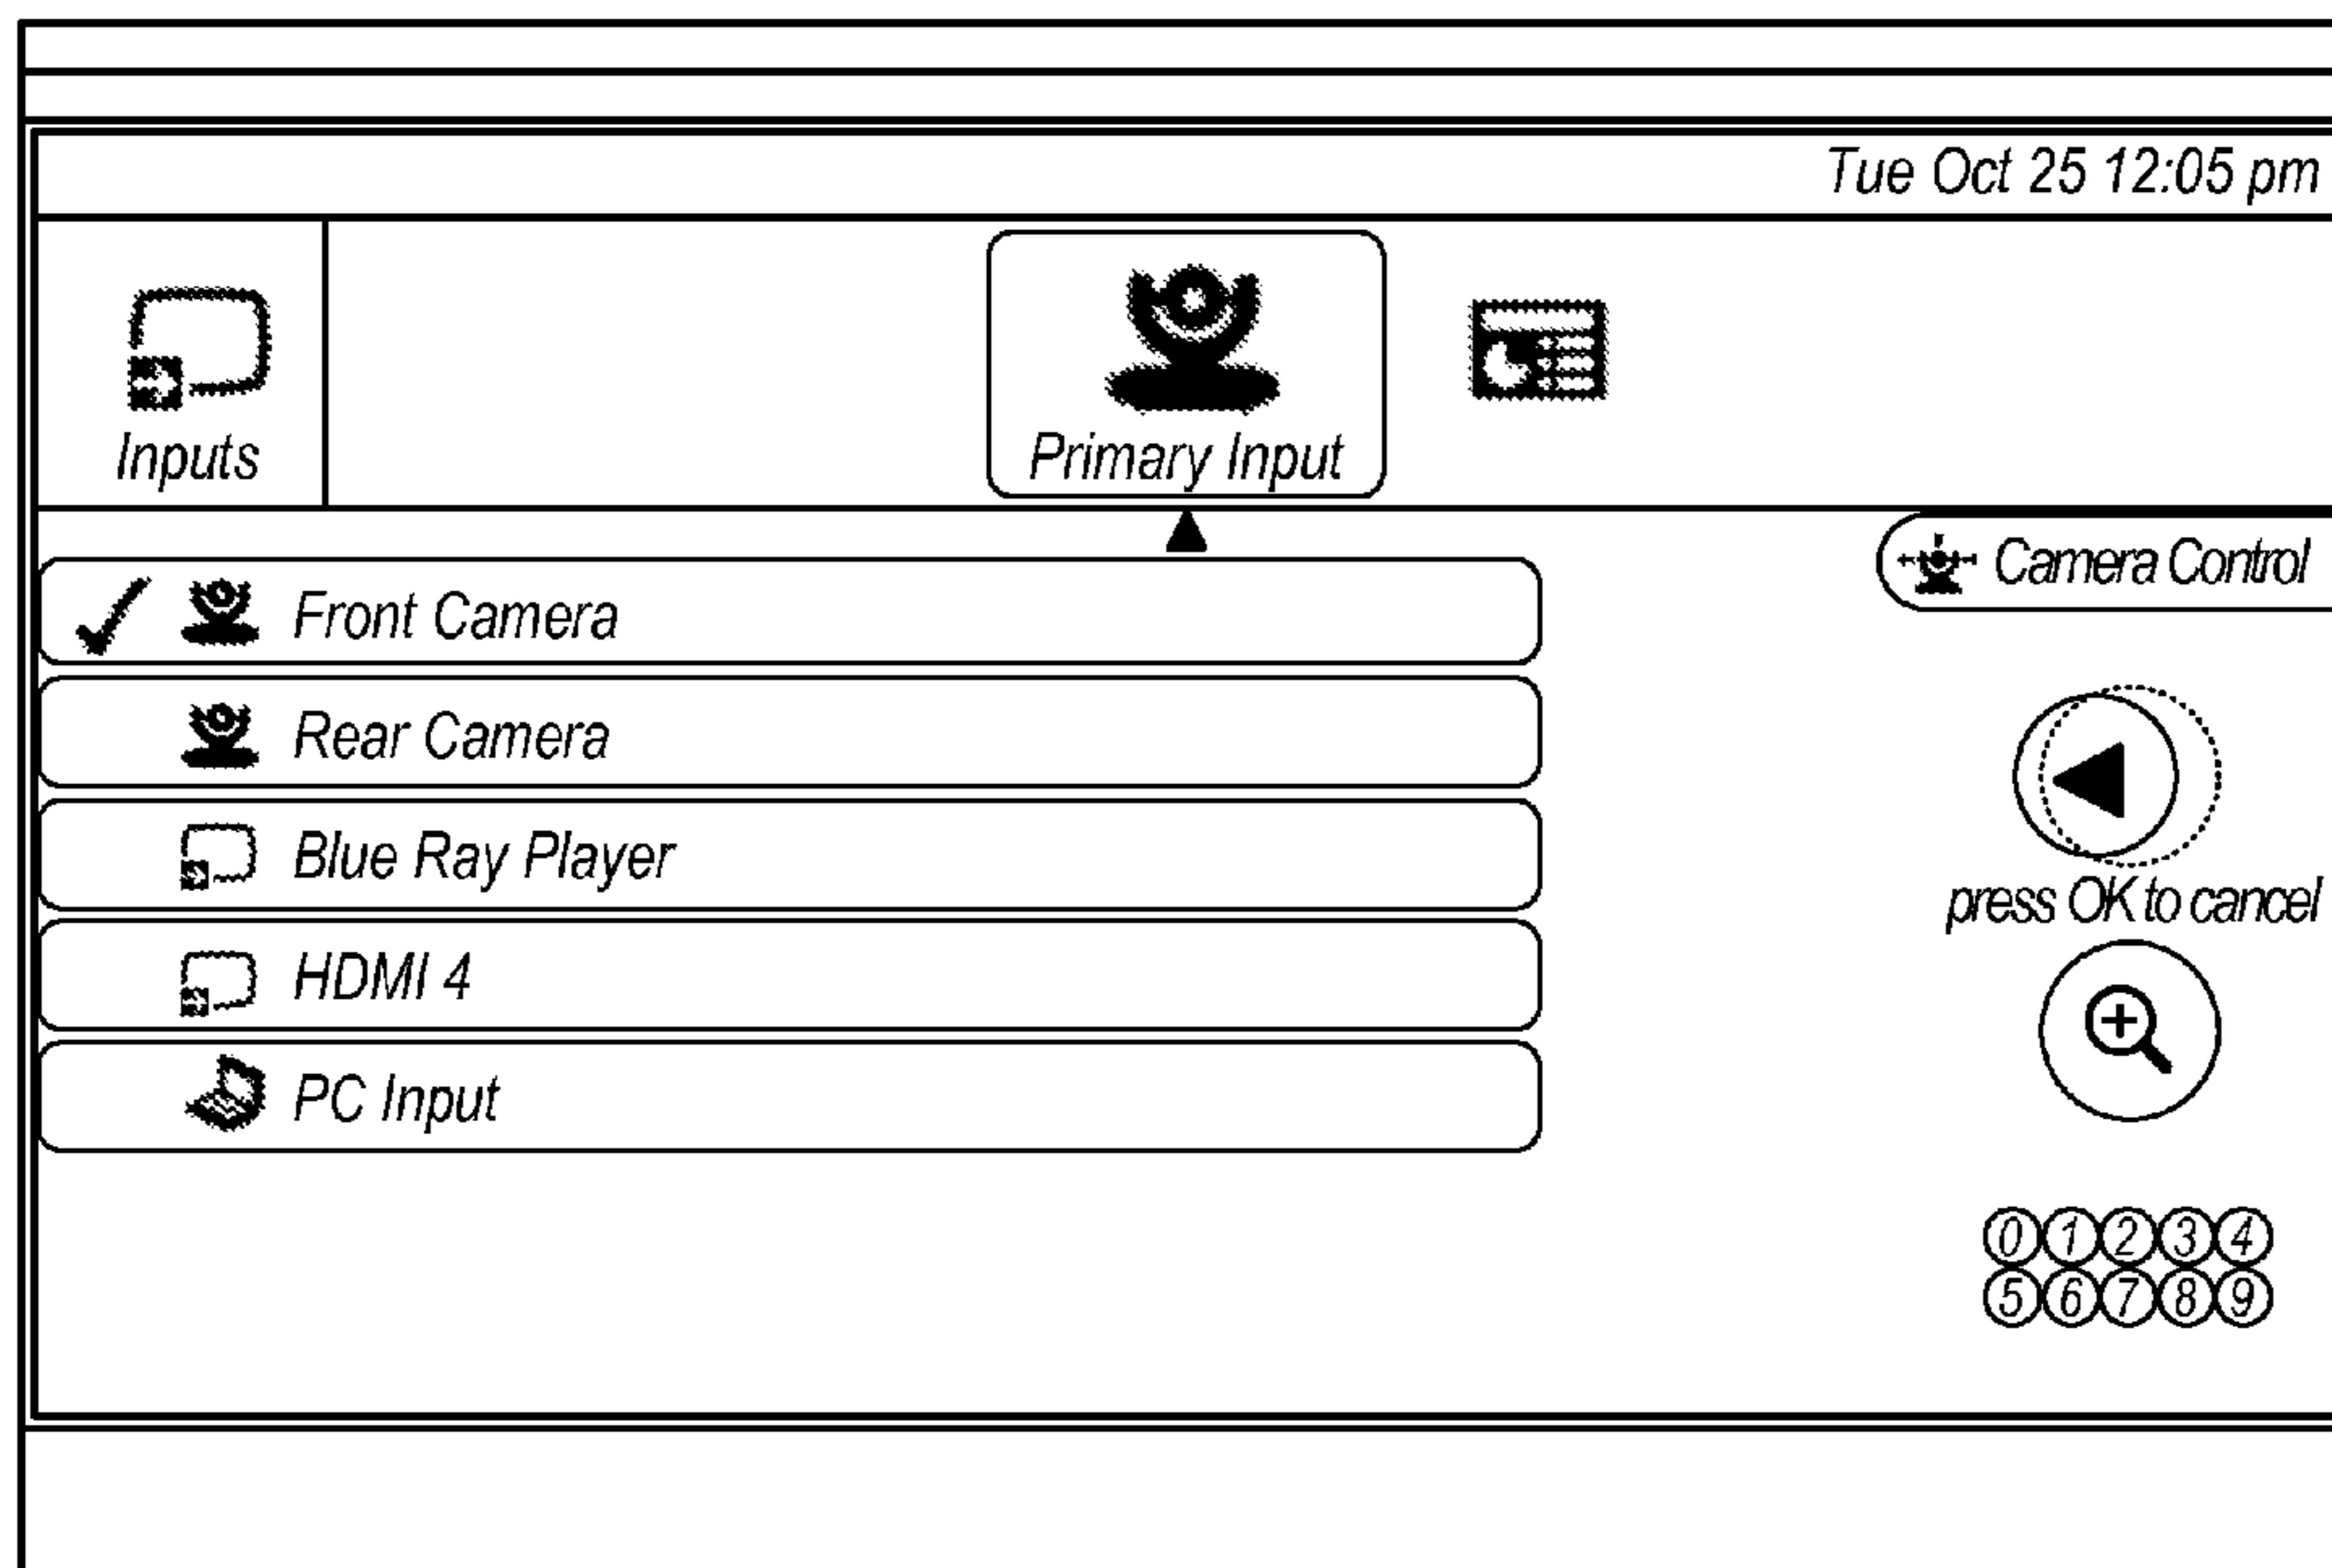 Tue Oct 25 12:05 pm
Inputs
Primary Input
Camera Control
Front Camera
Rear Camera
Blue Ray Player
press OK to cancel
HDMI 4
PC Input
0 1 2 3 4
5 6 7 8 9